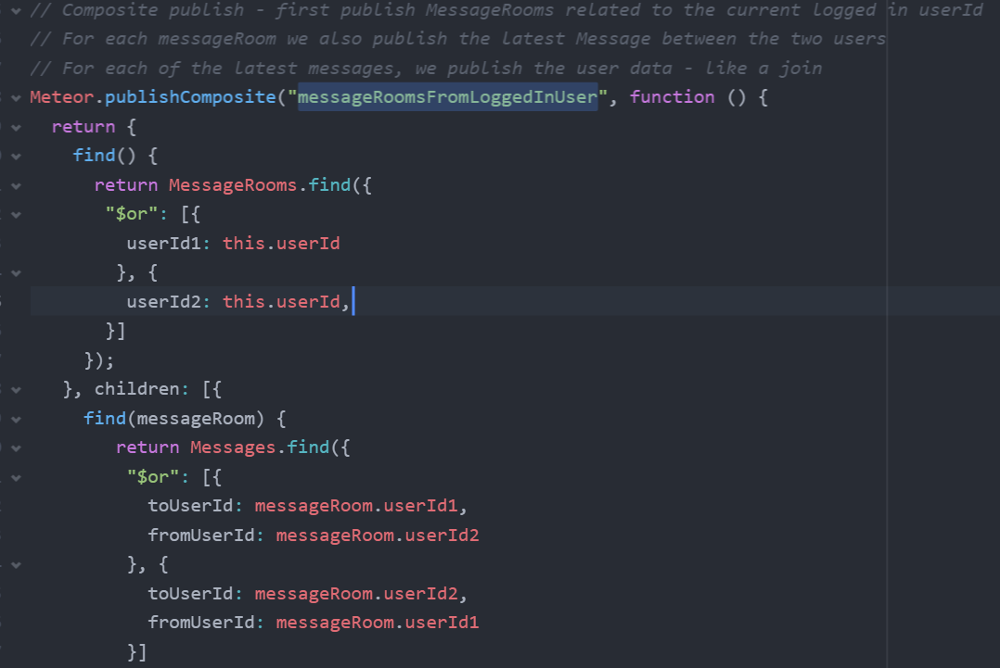 // Composite publish - first publish MessageRooms related to the current logged in userId
// For each messageRoom we also publish the latest Message between the two users
// For each of the latest messages, we publish the user data - like a join
Meteor.publishComposite("messageRoomsFromLoggedInUser", function () {
return {
find() {
return MessageRooms.find({
"$or": [{
userId1: this.userId
}, {
userId2: this.userId,
}]
});
}, children: [{
find(messageRoom) {
return Messages.find({
"$or": [{
toUserId: messageRoom.userId1,
fromUserId: messageRoom.userId2
}, {
toUserId: messageRoom.userId2,
fromUserId: messageRoom.userId1
}]